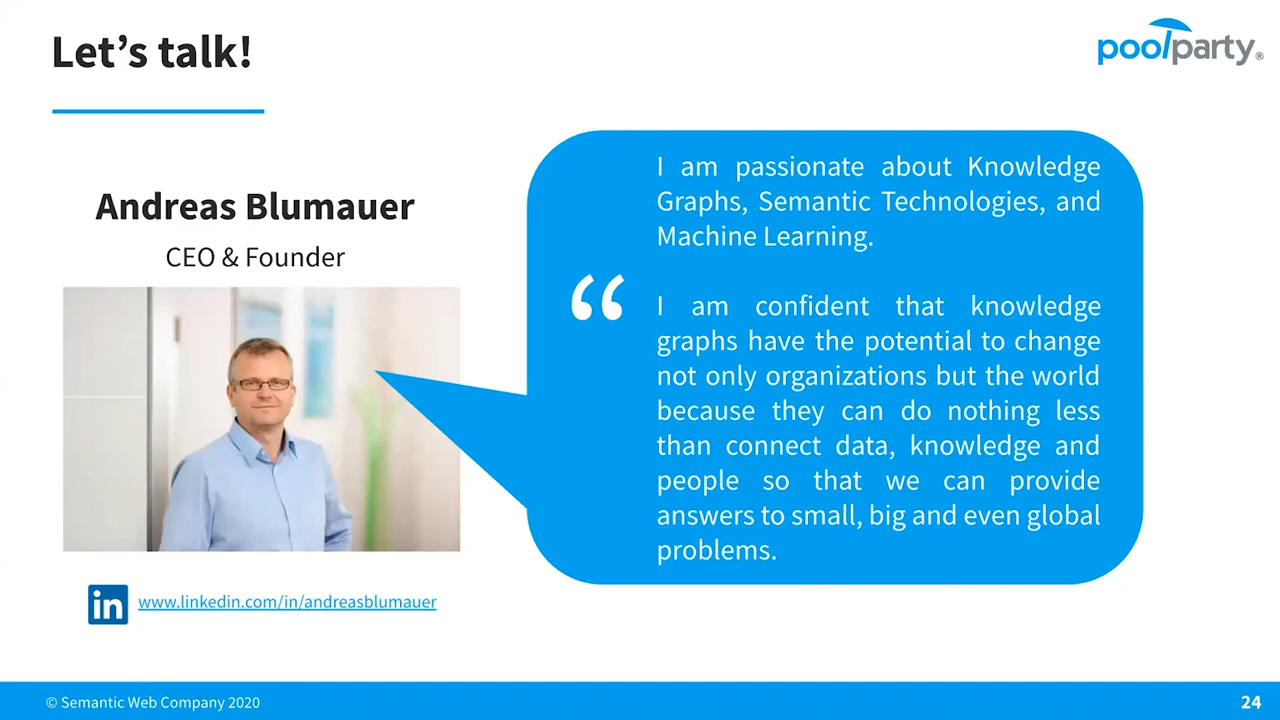 Let's talk!
poolparty®
Andreas Blumauer
CEO & Founder
I am passionate about Knowledge
Graphs, Semantic Technologies, and
Machine Learning.
“
I am confident that knowledge
graphs have the potential to change
not only organizations but the world
because they can do nothing less
than connect data, knowledge and
people so that we can provide
answers to small, big and even global
problems.
in
www.linkedin.com/in/andreasblumauer
© Semantic Web Company 2020
24